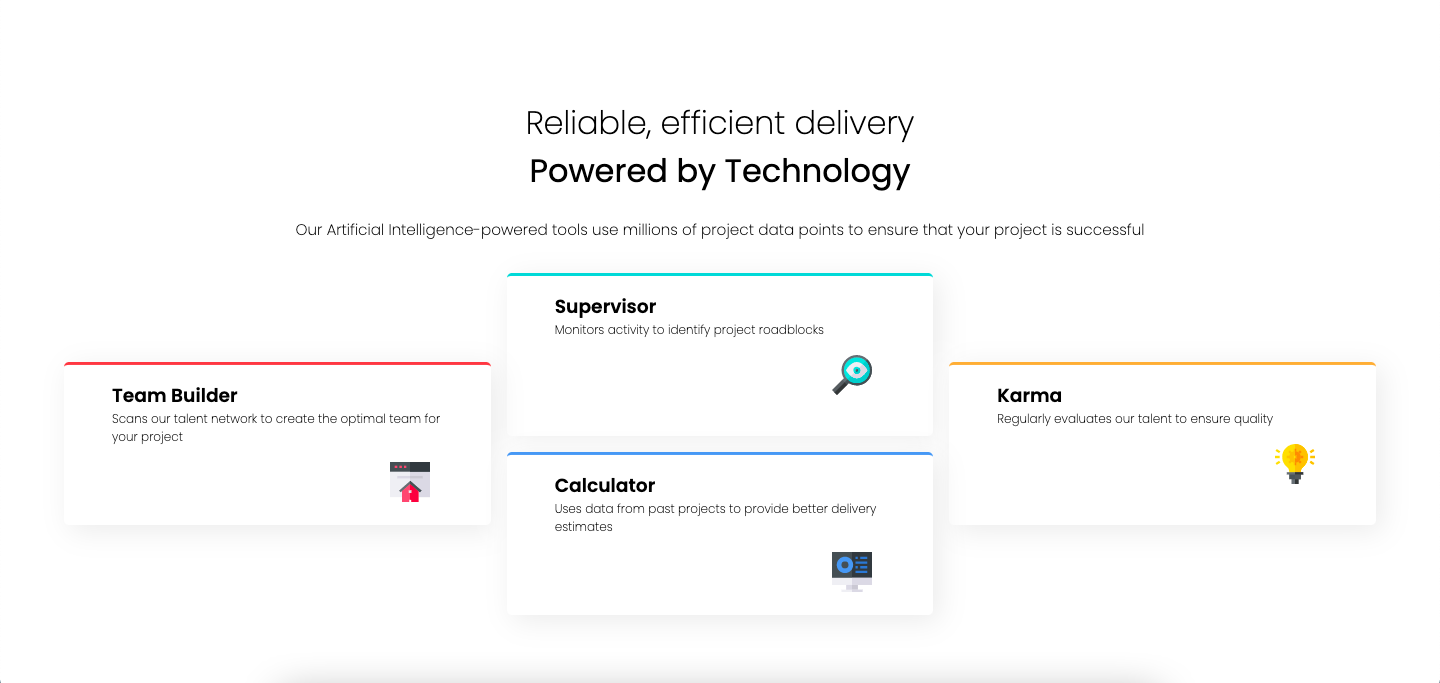 Reliable, efficient delivery
Powered by Technology
Our Artificial Intelligence-powered tools use millions of project data points to ensure that your project is successful
Supervisor
Monitors activity to identify project roadblocks
Team Builder
Scans our talent network to create the optimal team for
your project
Karma
Regularly evaluates our talent to ensure quality
Calculator
Uses data from past projects to provide better delivery
estimates